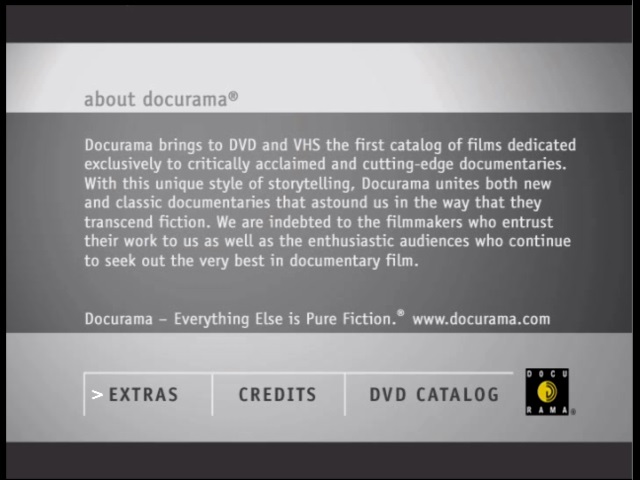 about docurama®
Docurama brings to DVD and VHS the first catalog of films dedicated
exclusively to critically acclaimed and cutting-edge documentaries.
With this unique style of storytelling, Docurama unites both new
and classic documentaries that astound us in the way that they
transcend fiction. We are indebted to the filmmakers who entrust
their work to us as well as the enthusiastic audiences who continue
to seek out the very best in documentary film.
Docurama – Everything Else is Pure Fiction.® www.docurama.com
> EXTRAS CREDITS DVD CATALOG
DOCU
RAMA®